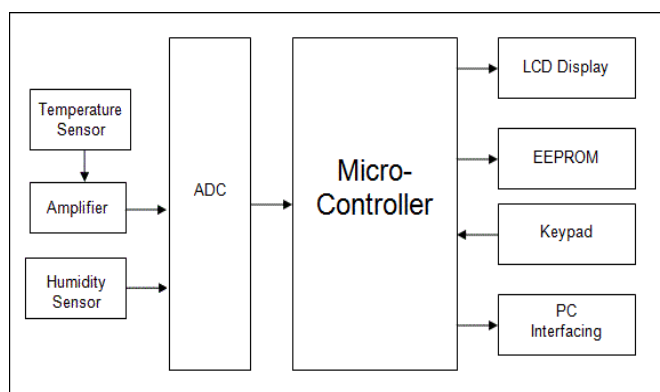 Temperature
Sensor
Amplifier
Humidity
Sensor
ADC
Micro-
Controller
LCD Display
EEPROM
Keypad
PC
Interfacing